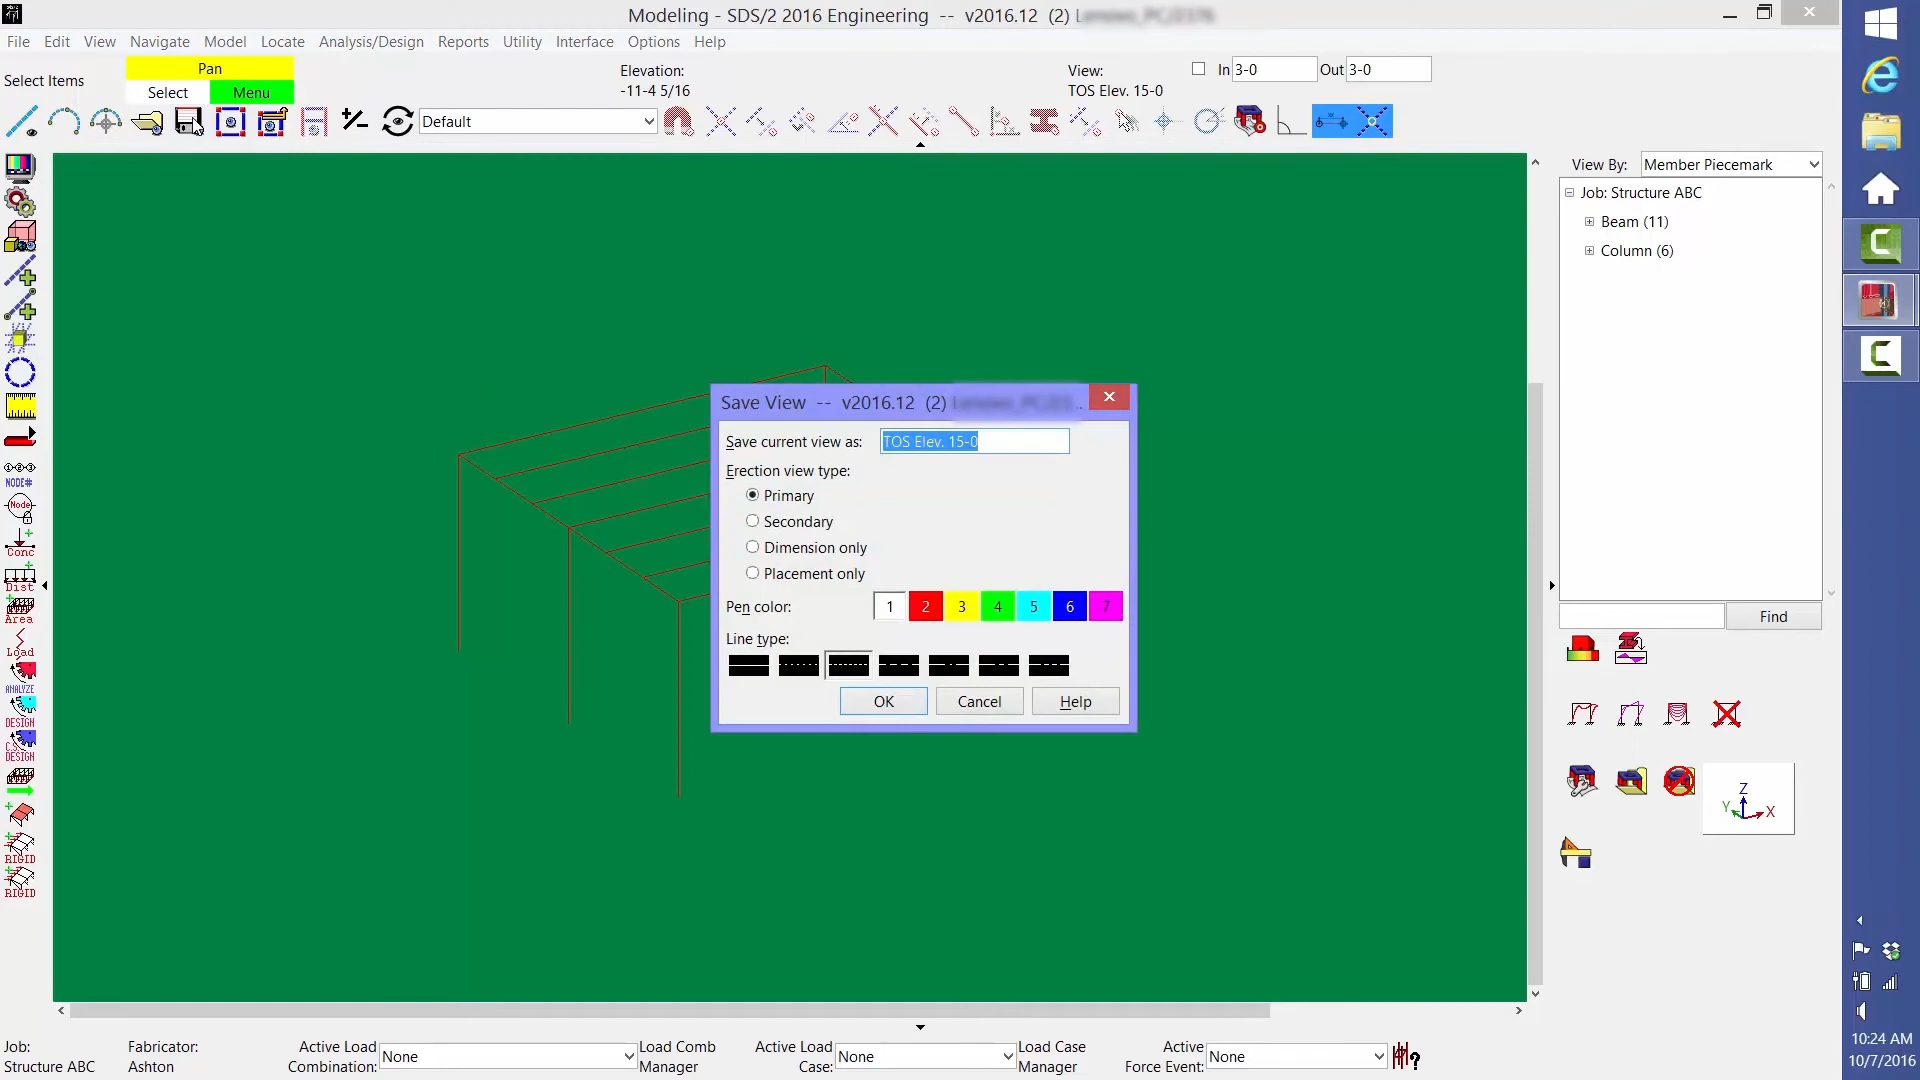 Modeling - SDS/2 2016 Engineering -- v2016.12 (2)
File Edit View Navigate Model Locate Analysis/Design Reports Utility Interface Options Help
Select Items
Pan
Select Menu
Elevation:
-11-4 5/16
View:
TOS Elev. 15-0
In 3-0 Out 3-0
Default
View By: Member Piecemark
Job: Structure ABC
Beam (11)
Column (6)
Find
NODE#
Node
Conc
Dist
Area
Load
ANALYZE
DESIGN
C.S.
DESIGN
RIGID
RIGID
Save View -- v2016.12 (2)
Save current view as: TOS Elev. 15-0
Erection view type:
Primary
Secondary
Dimension only
Placement only
Pen color: 1 2 3 4 5 6 7
Line type:
OK Cancel Help
Z
Y X
Job:
Structure ABC
Fabricator:
Ashton
Active Load
Combination: None
Load Comb
Manager
Active Load
Case: None
Load Case
Manager
Active
Force Event: None
10:24 AM
10/7/2016